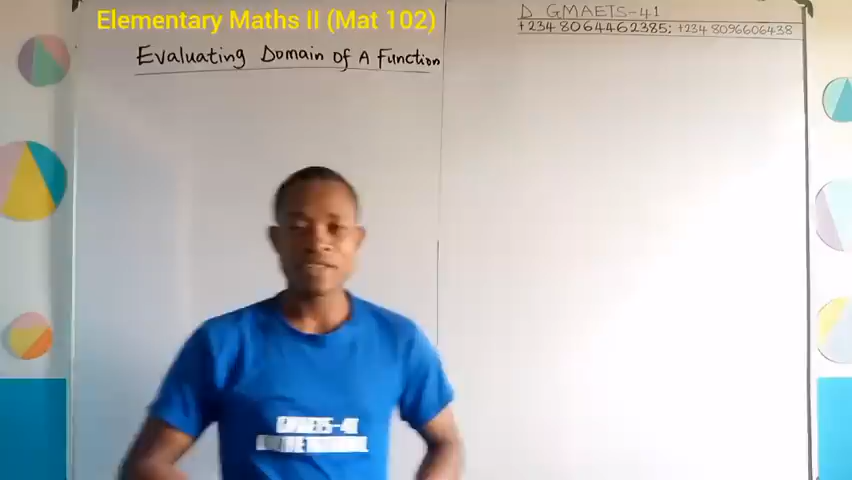 Elementary Maths II (Mat 102)
D GMAETS-41
+234 8064462385; +234 8096606438
Evaluating Domain of A Function